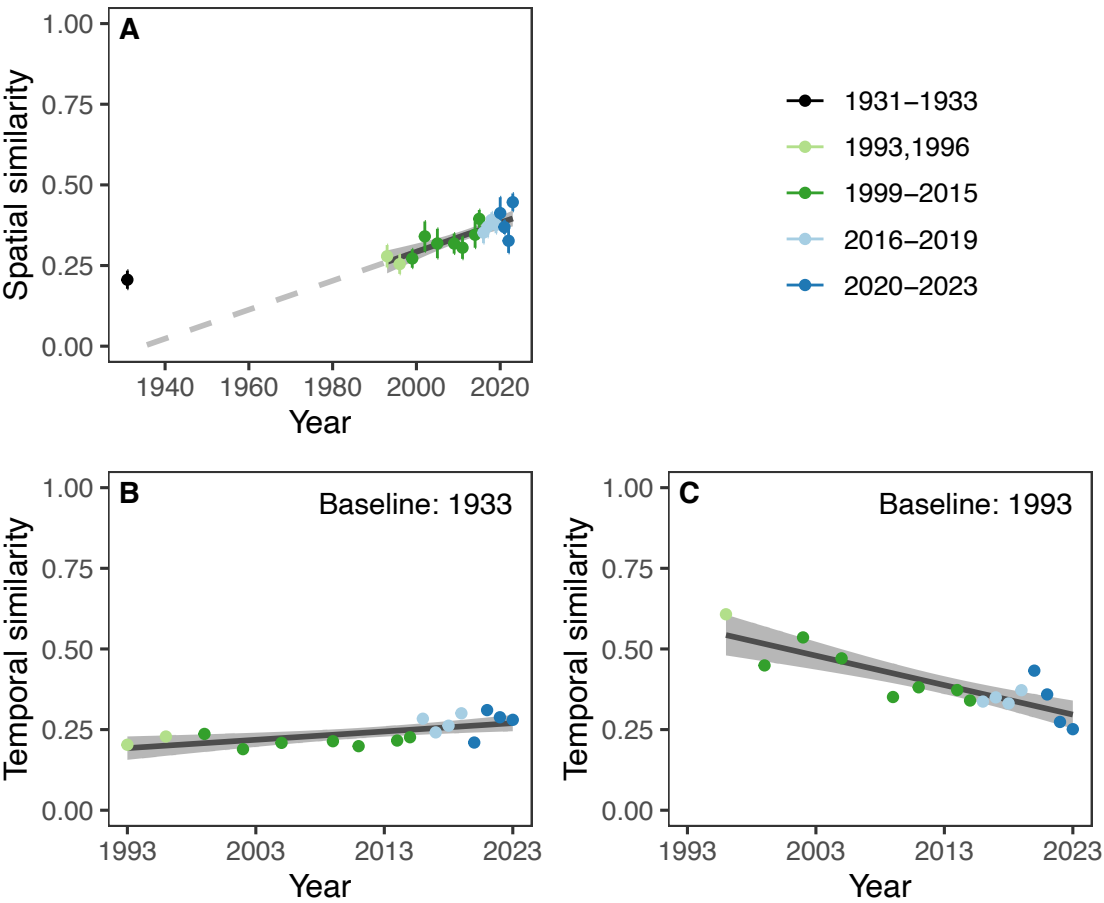 A
1.00
0.75
0.50
0.25
0.00
Spatial similarity
1940 1960 1980 2000 2020
Year
1931−1933
1993,1996
1999−2015
2016−2019
2020−2023
B
Baseline: 1933
1.00
0.75
0.50
0.25
0.00
Temporal similarity
1993 2003 2013 2023
Year
C
Baseline: 1993
1.00
0.75
0.50
0.25
0.00
Temporal similarity
1993 2003 2013 2023
Year